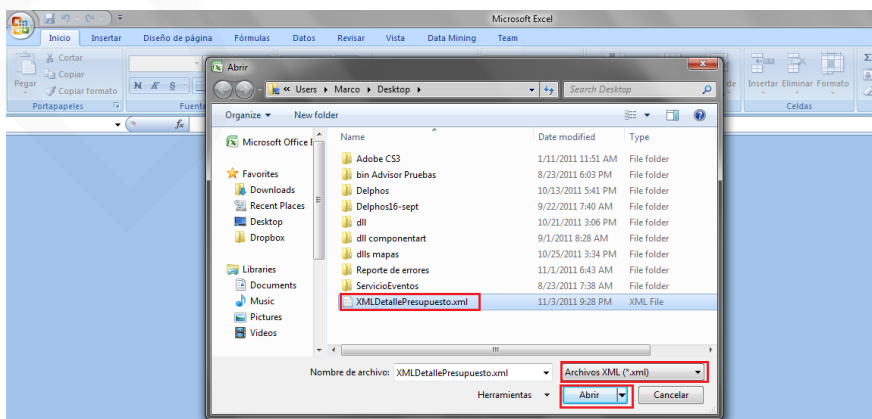 Microsoft Excel
Inicio Insertar Diseño de página Fórmulas Datos Revisar Vista Data Mining Team
Cortar
Copiar
Copiar formato
Pegar
N K S
Insertar Eliminar Formato
Portapapeles Fuente Celdas
fx
Abrir
« Users Marco Desktop Search Desktop
Organize New folder
Name Date modified Type
Microsoft Office
Adobe CS3 1/11/2011 11:51 AM File folder
Favorites bin Advisor Pruebas 8/23/2011 6:03 PM File folder
Downloads Delphos 10/13/2011 5:41 PM File folder
Recent Places Delphos16-sept 9/22/2011 7:40 AM File folder
Desktop dll 10/21/2011 3:06 PM File folder
Dropbox dll componentart 9/1/2011 8:28 AM File folder
dlls mapas 10/25/2011 3:34 PM File folder
Libraries Reporte de errores 11/1/2011 6:43 AM File folder
Documents ServicioEventos 8/23/2011 7:38 AM File folder
Music XMLDetallePresupuesto.xml 11/3/2011 9:28 PM XML File
Pictures
Videos
Nombre de archivo: XMLDetallePresupuesto.xml Archivos XML (*.xml)
Herramientas Abrir Cancelar